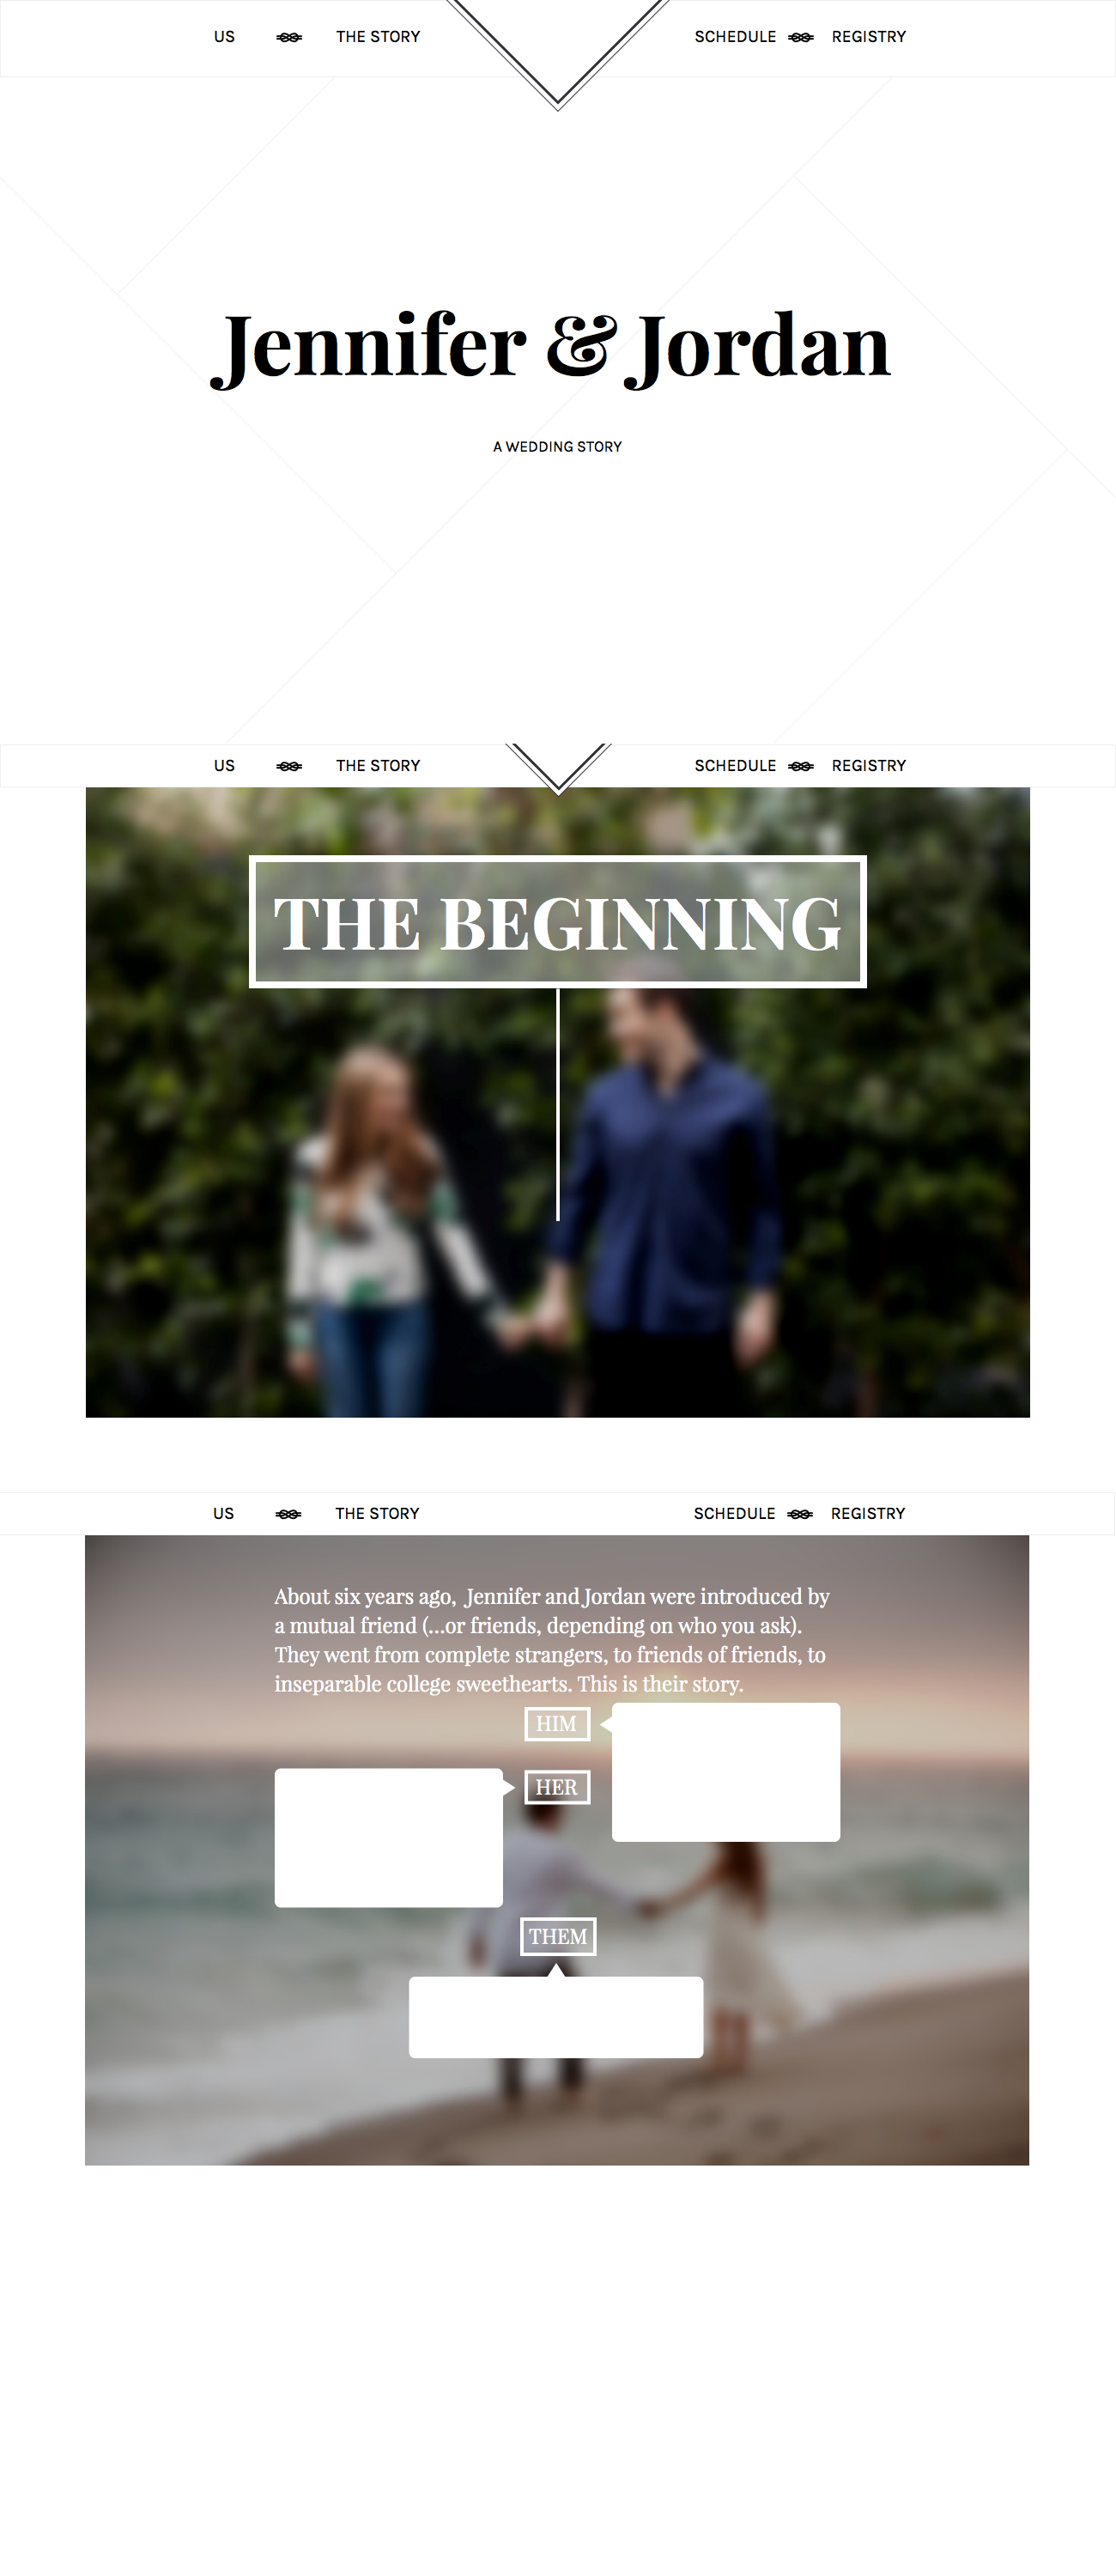 US THE STORY SCHEDULE REGISTRY
Jennifer & Jordan
A WEDDING STORY
US THE STORY SCHEDULE REGISTRY
THE BEGINNING
US THE STORY SCHEDULE REGISTRY
About six years ago, Jennifer and Jordan were introduced by
a mutual friend (...or friends, depending on who you ask).
They went from complete strangers, to friends of friends, to
inseparable college sweethearts. This is their story.
HIM
HER
THEM